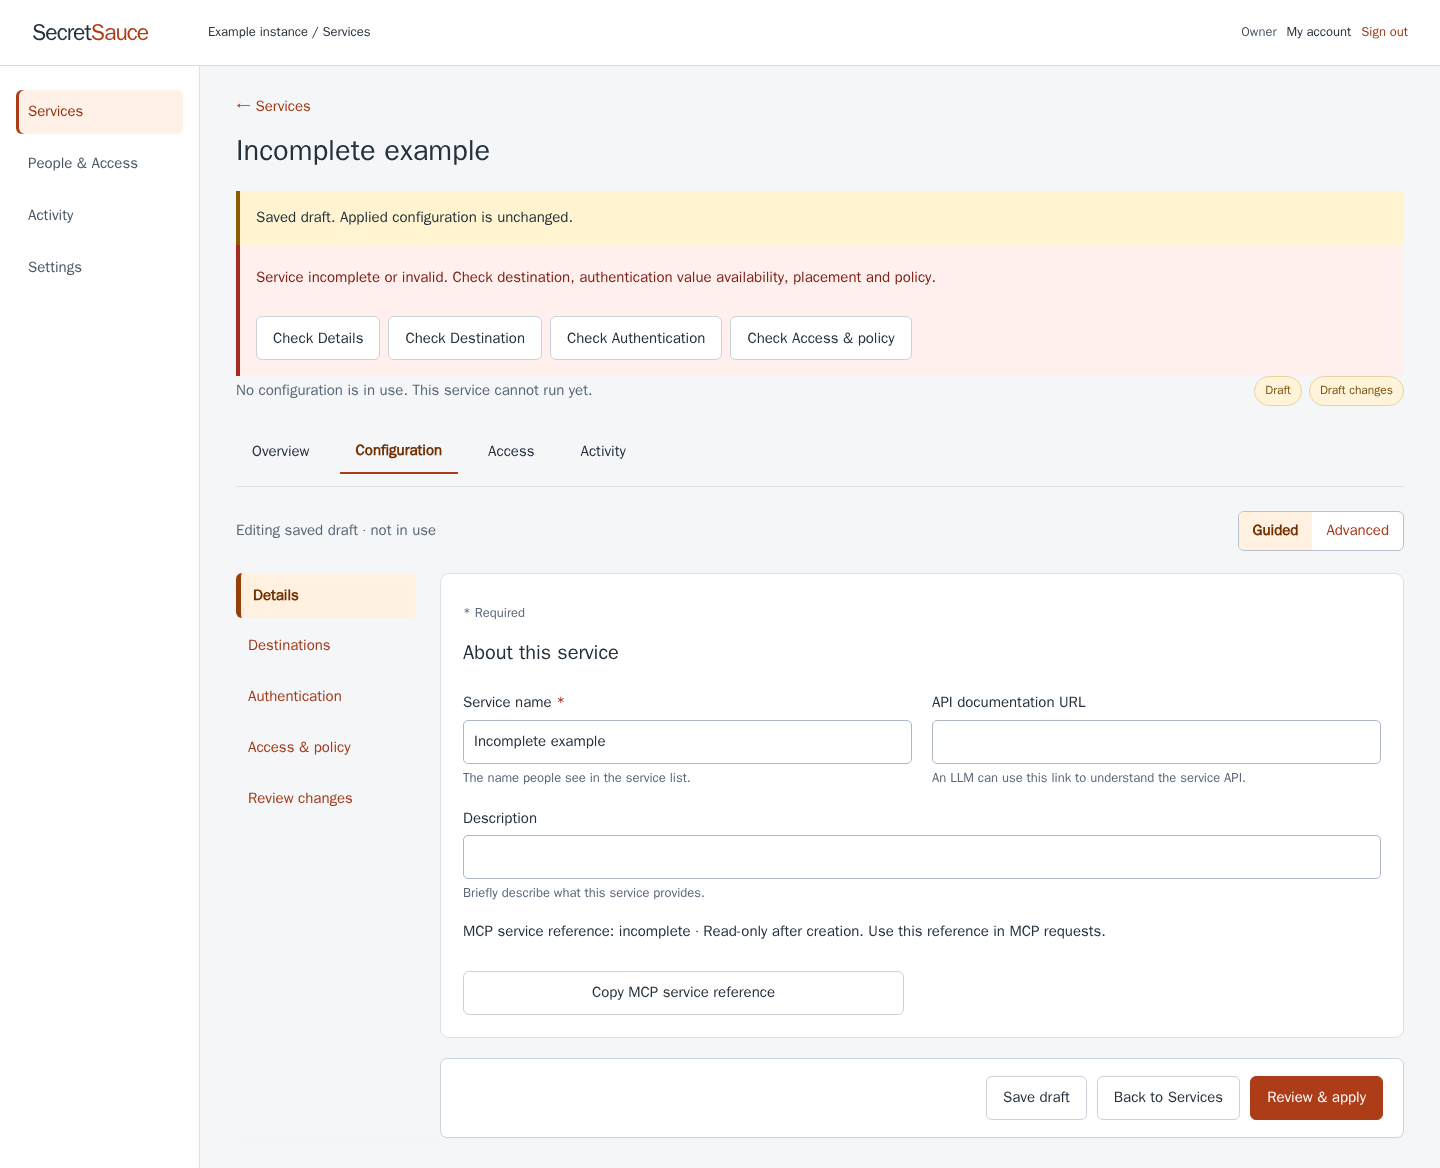 SecretSauce
Example instance / Services
Owner My account Sign out
Services
People & Access
Activity
Settings
← Services
Incomplete example
Saved draft. Applied configuration is unchanged.
Service incomplete or invalid. Check destination, authentication value availability, placement and policy.
Check Details
Check Destination
Check Authentication
Check Access & policy
No configuration is in use. This service cannot run yet.
Draft
Draft changes
Overview
Configuration
Access
Activity
Editing saved draft · not in use
Guided
Advanced
Details
Destinations
Authentication
Access & policy
Review changes
* Required
About this service
Service name *
Incomplete example
The name people see in the service list.
API documentation URL
An LLM can use this link to understand the service API.
Description
Briefly describe what this service provides.
MCP service reference: incomplete · Read-only after creation. Use this reference in MCP requests.
Copy MCP service reference
Save draft
Back to Services
Review & apply